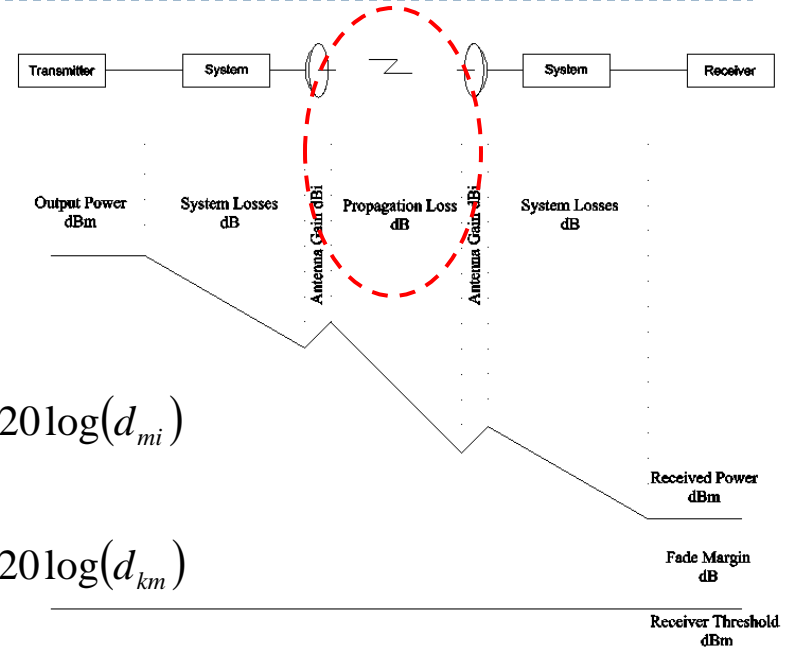 Transmitter
System
System
Receiver
Output Power
dBm
System Losses
dB
Antenna Gain dBi
Propagation Loss
dB
Antenna Gain dBi
System Losses
dB
20log(d_mi)
Received Power
dBm
20log(d_km)
Fade Margin
dB
Receiver Threshold
dBm